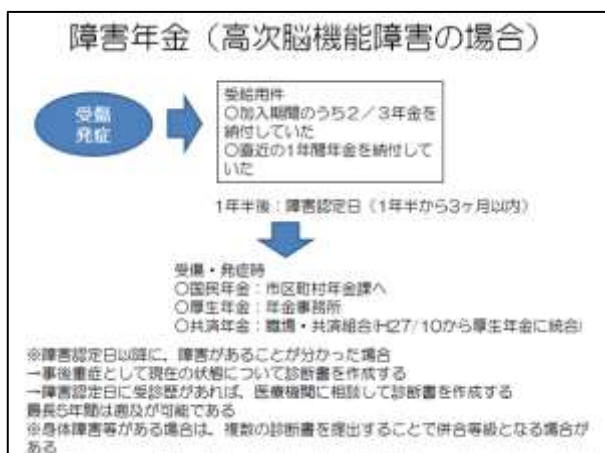 障害年金（高次脳機能障害の場合）
受傷
発症
受給用件
○加入期間のうち２／３年金を
納付していた
○直近の1年間年金を納付して
いた
1年半後：障害認定日（1年半から3ヶ月以内）
受傷・発症時
○国民年金：市区町村年金課へ
○厚生年金：年金事務所
○共済年金：職場・共済組合(H27/10から厚生年金に統合)
※障害認定日以降に、障害があることが分かった場合
→事後重症として現在の状態について診断書を作成する
→障害認定日に受診歴があれば、医療機関に相談して診断書を作成する
最長5年間は遡及が可能である
※身体障害等がある場合は、複数の診断書を提出することで併合等級となる場合が
ある